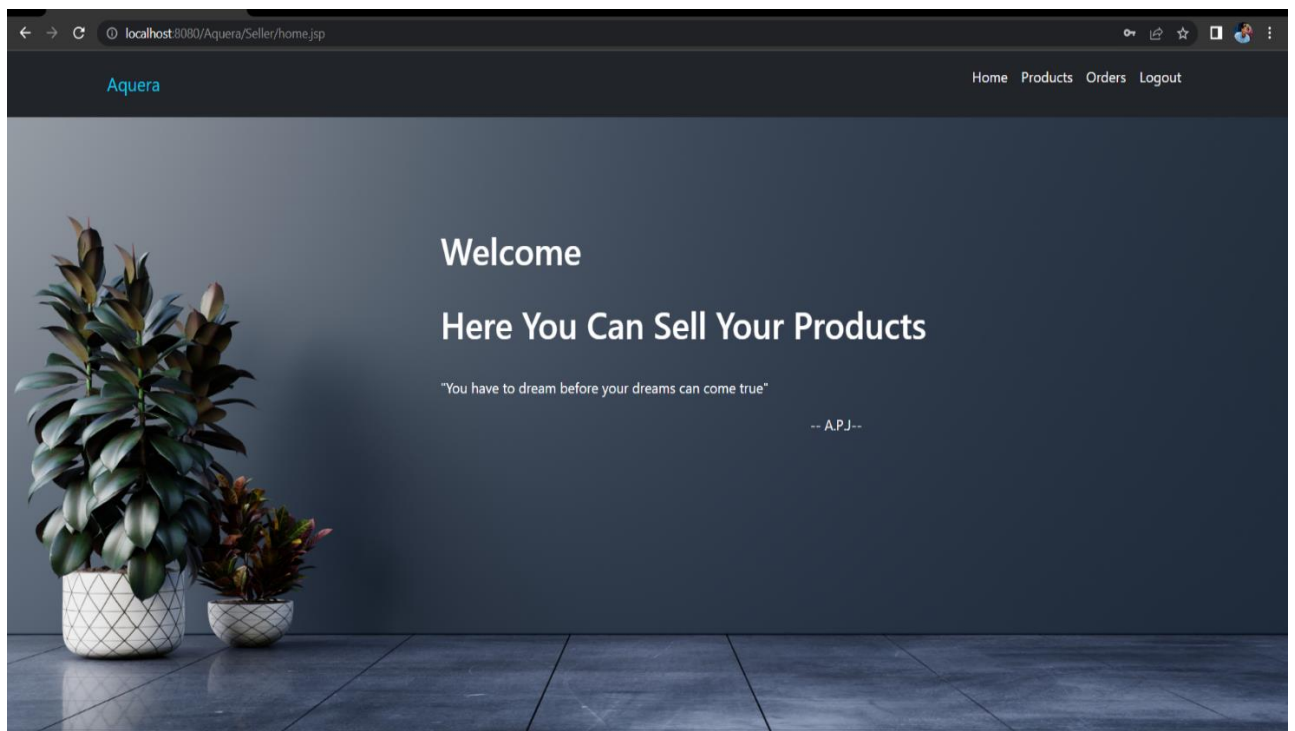 localhost:8080/Aquera/Seller/home.jsp
Aquera
Home Products Orders Logout
Welcome
Here You Can Sell Your Products
"You have to dream before your dreams can come true"
-- A.P.J--